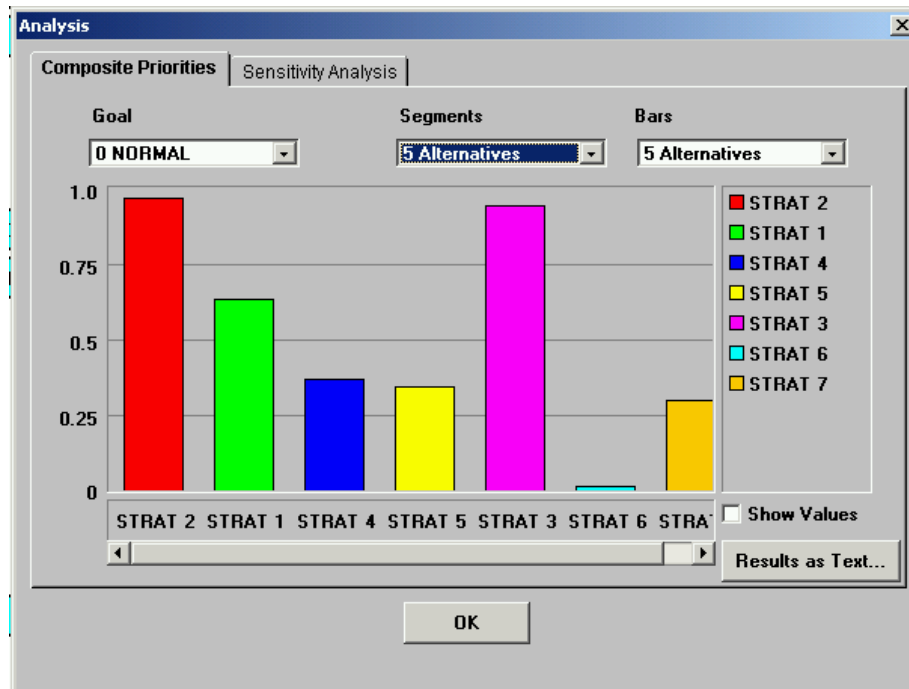 Analysis
Composite Priorities Sensitivity Analysis
Goal Segments Bars
0 NORMAL 5 Alternatives 5 Alternatives
1.0
0.75
0.5
0.25
0
STRAT 2 STRAT 1 STRAT 4 STRAT 5 STRAT 3 STRAT 6 STRA
STRAT 2
STRAT 1
STRAT 4
STRAT 5
STRAT 3
STRAT 6
STRAT 7
Show Values
Results as Text...
OK